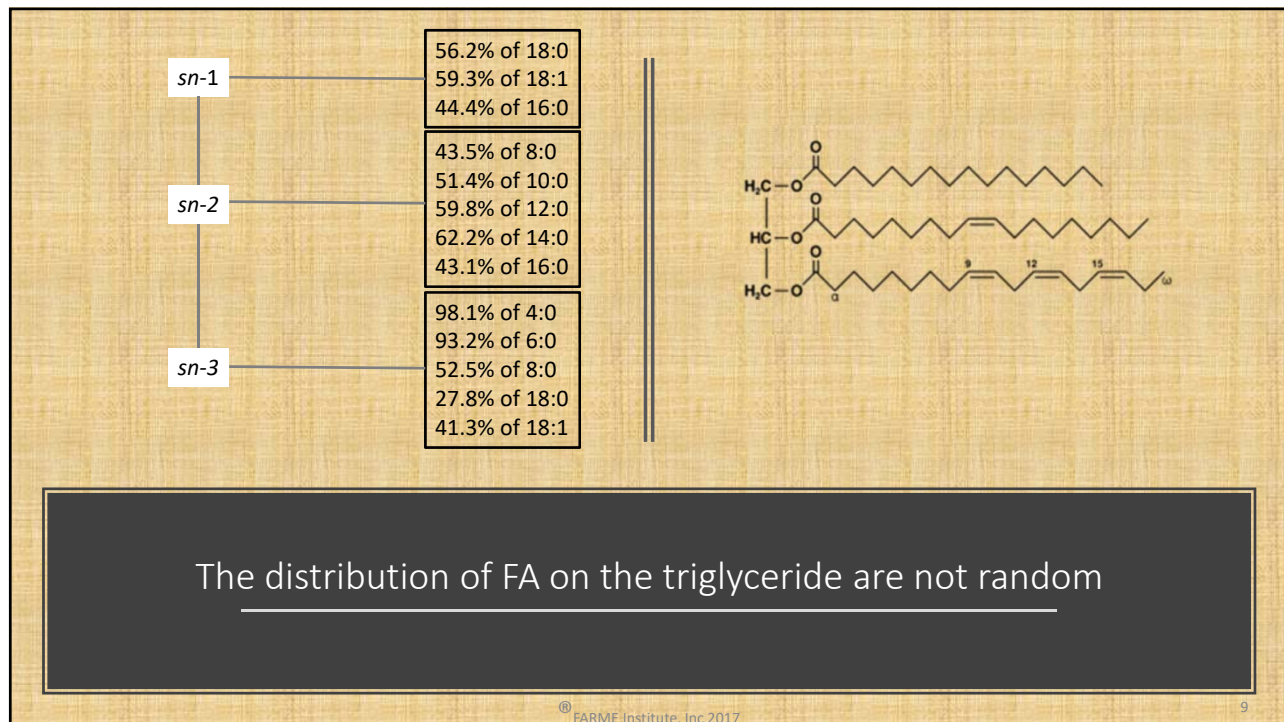 sn-1
56.2% of 18:0
59.3% of 18:1
44.4% of 16:0
sn-2
43.5% of 8:0
51.4% of 10:0
59.8% of 12:0
62.2% of 14:0
43.1% of 16:0
sn-3
98.1% of 4:0
93.2% of 6:0
52.5% of 8:0
27.8% of 18:0
41.3% of 18:1
O
H₂C—O
O
HC—O
O
9 12 15
H₂C—O
α
ω
The distribution of FA on the triglyceride are not random
® FARME Institute, Inc 2017
9